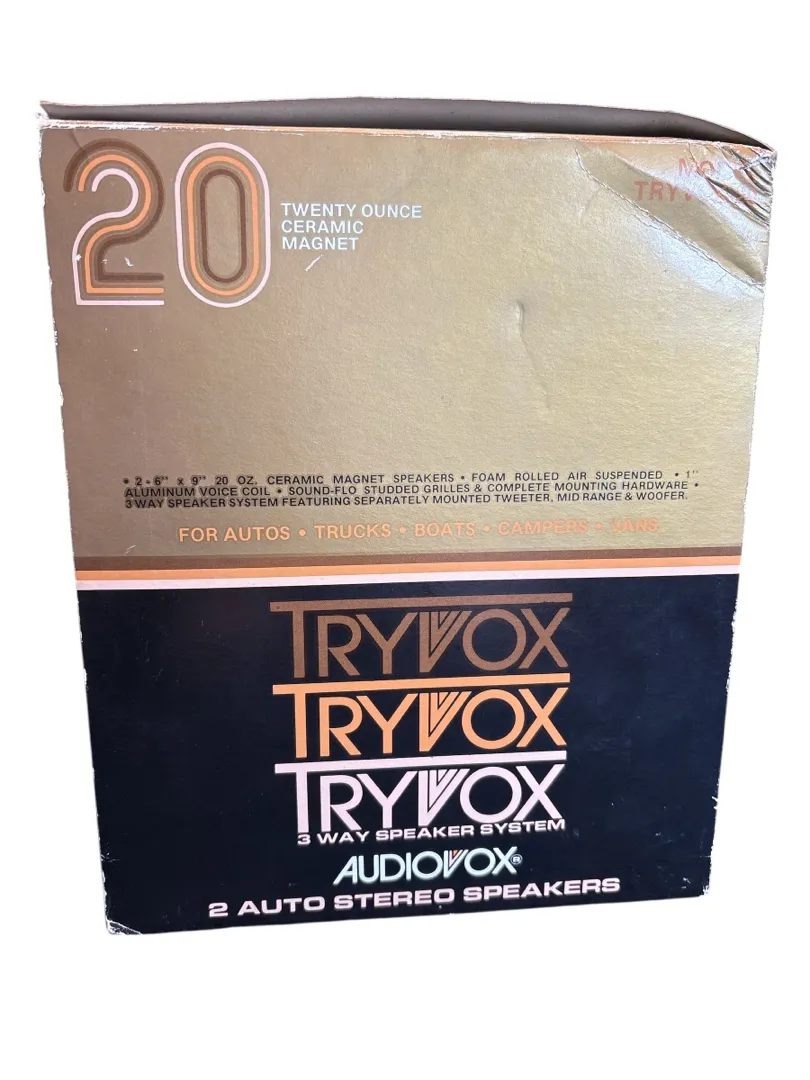 20
TWENTY OUNCE
CERAMIC
MAGNET
• 2 - 6" x 9" 20 OZ. CERAMIC MAGNET SPEAKERS • FOAM ROLLED AIR SUSPENDED • 1"
ALUMINUM VOICE COIL • SOUND-FLO STUDDED GRILLES & COMPLETE MOUNTING HARDWARE •
3 WAY SPEAKER SYSTEM FEATURING SEPARATELY MOUNTED TWEETER, MID RANGE & WOOFER.
FOR AUTOS • TRUCKS • BOATS • CAMPERS • VANS
TRYVOX
TRYVOX
TRYVOX
3 WAY SPEAKER SYSTEM
AUDIOVOX®
2 AUTO STEREO SPEAKERS